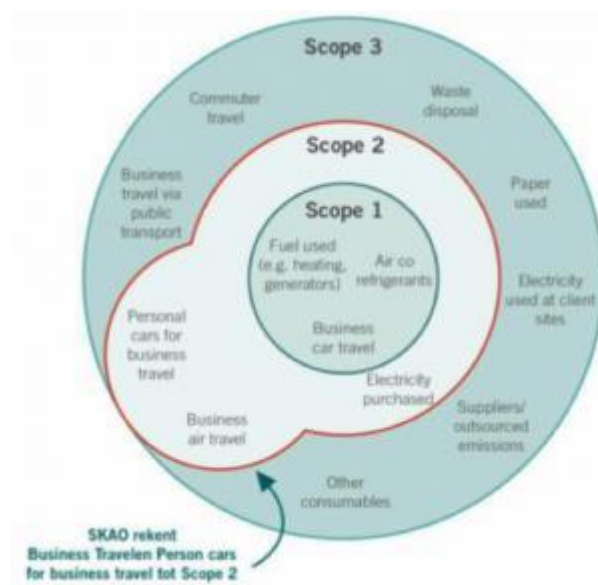 Scope 3
Commuter
travel
Waste
disposal
Scope 2
Business
travel via
public
transport
Paper
used
Scope 1
Fuel used
(e.g. heating,
generators)
Air co
refrigerants
Electricity
used at client
sites
Personal
cars for
business
travel
Business
car travel
Electricity
purchased
Business
air travel
Suppliers/
outsourced
emissions
Other
consumables
SKAO rekent
Business Travelen Person cars
for business travel tot Scope 2